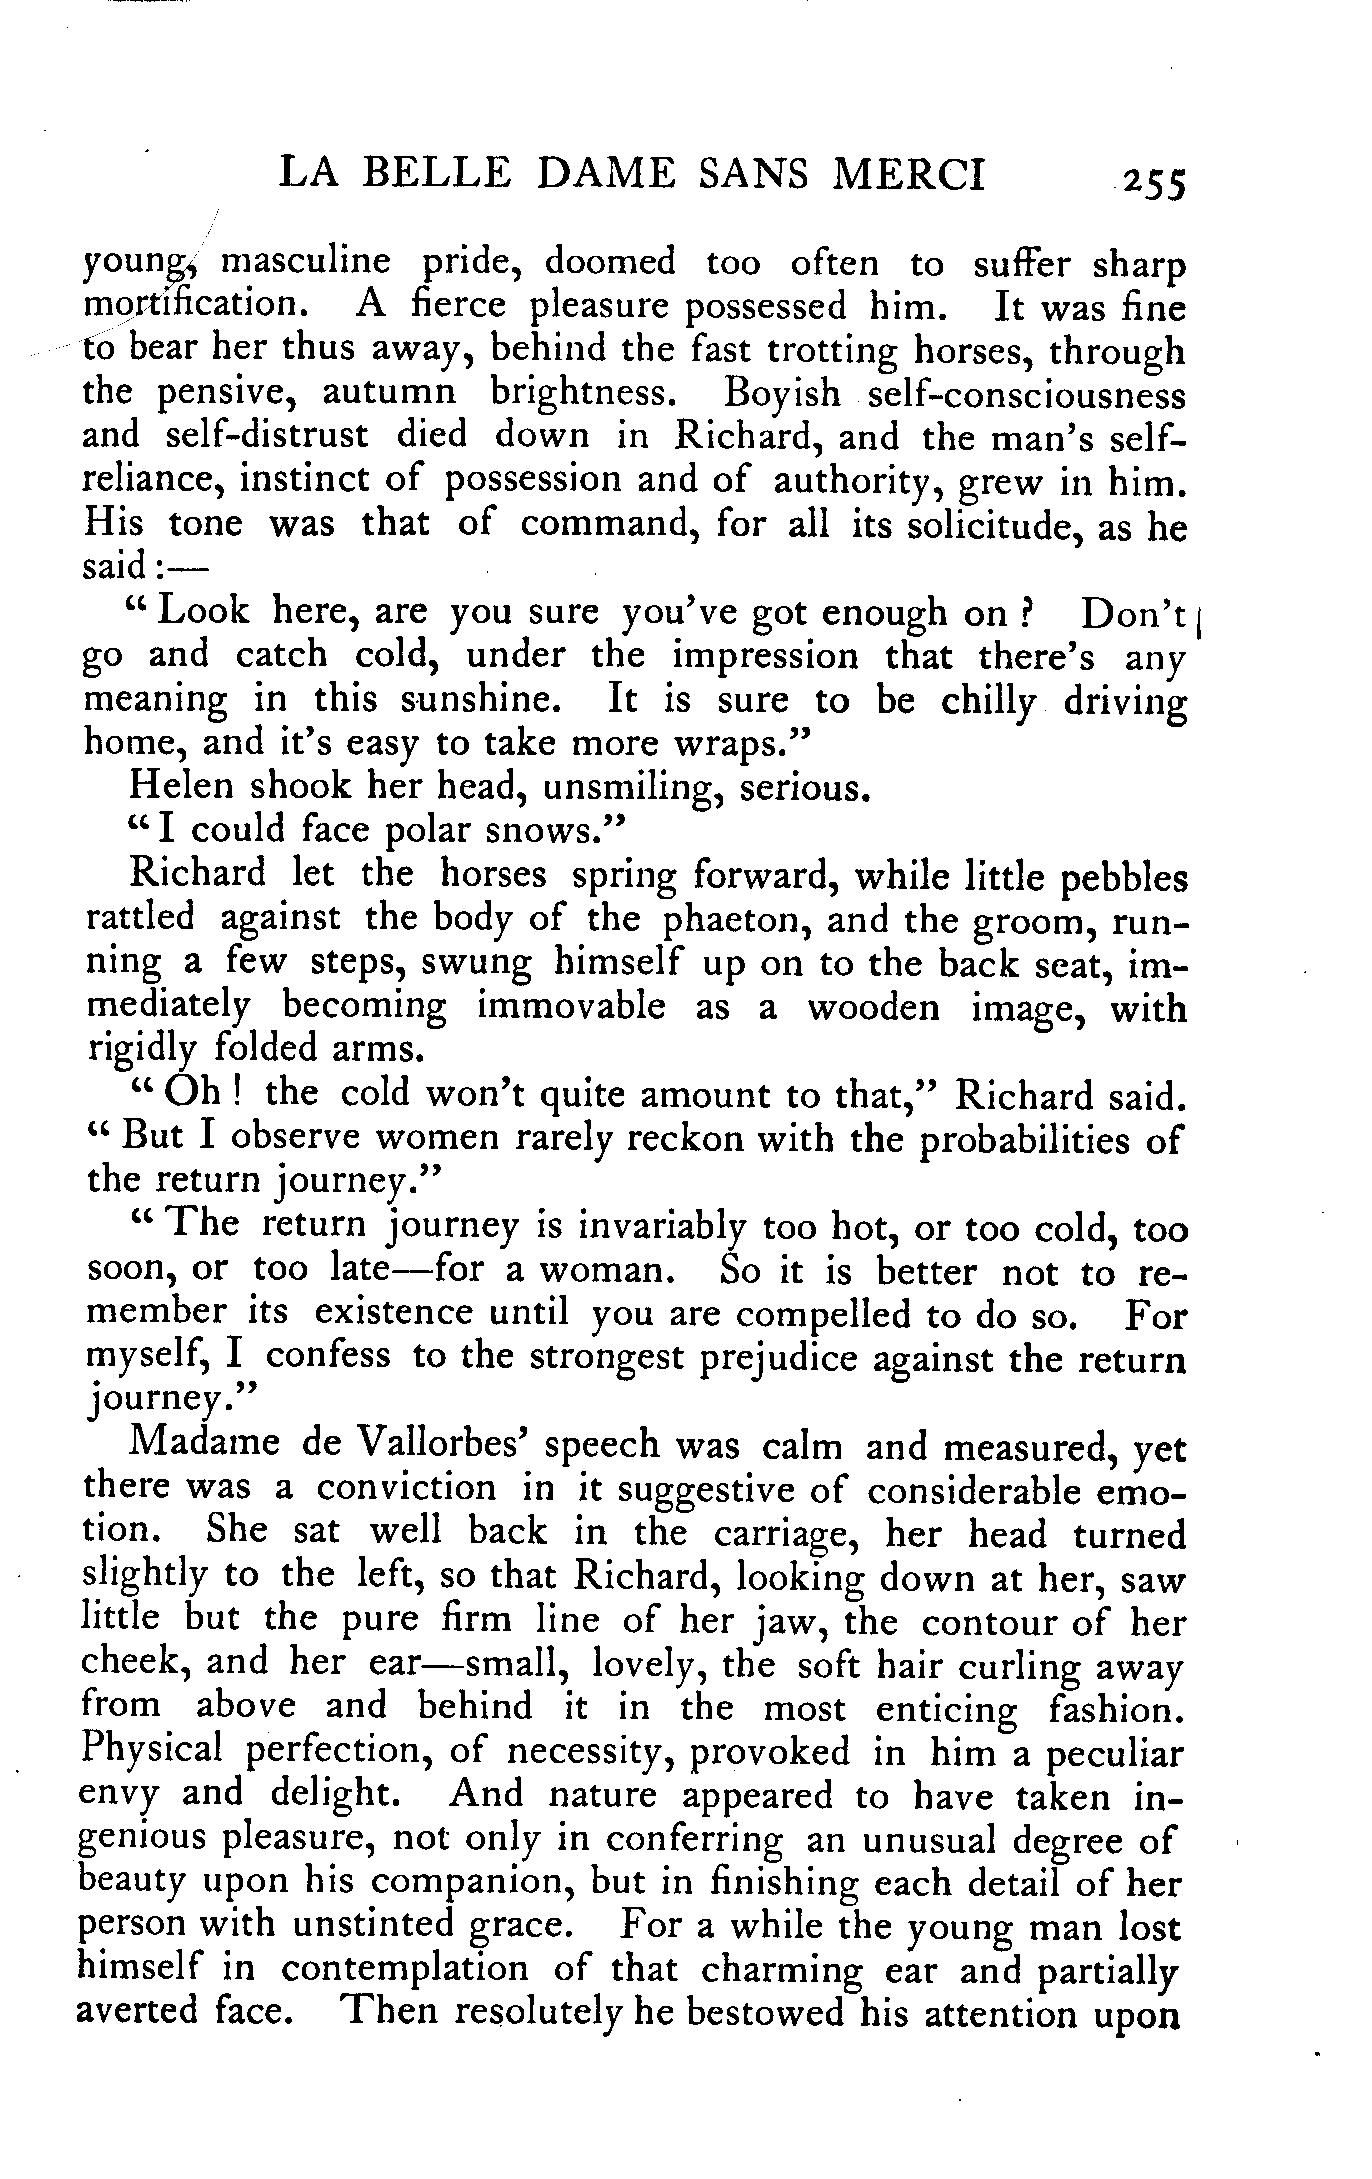 LA BELLE DAME SANS MERCI 255
young, masculine pride, doomed too often to suffer sharp
mortification. A fierce pleasure possessed him. It was fine
to bear her thus away, behind the fast trotting horses, through
the pensive, autumn brightness. Boyish self-consciousness
and self-distrust died down in Richard, and the man's self-
reliance, instinct of possession and of authority, grew in him.
His tone was that of command, for all its solicitude, as he
said :—
“ Look here, are you sure you've got enough on ? Don't
go and catch cold, under the impression that there's any
meaning in this sunshine. It is sure to be chilly driving
home, and it's easy to take more wraps.”
Helen shook her head, unsmiling, serious.
“ I could face polar snows.”
Richard let the horses spring forward, while little pebbles
rattled against the body of the phaeton, and the groom, run-
ning a few steps, swung himself up on to the back seat, im-
mediately becoming immovable as a wooden image, with
rigidly folded arms.
“ Oh ! the cold won't quite amount to that,” Richard said.
“ But I observe women rarely reckon with the probabilities of
the return journey.”
“ The return journey is invariably too hot, or too cold, too
soon, or too late—for a woman. So it is better not to re-
member its existence until you are compelled to do so. For
myself, I confess to the strongest prejudice against the return
journey.”
Madame de Vallorbes' speech was calm and measured, yet
there was a conviction in it suggestive of considerable emo-
tion. She sat well back in the carriage, her head turned
slightly to the left, so that Richard, looking down at her, saw
little but the pure firm line of her jaw, the contour of her
cheek, and her ear—small, lovely, the soft hair curling away
from above and behind it in the most enticing fashion.
Physical perfection, of necessity, provoked in him a peculiar
envy and delight. And nature appeared to have taken in-
genious pleasure, not only in conferring an unusual degree of
beauty upon his companion, but in finishing each detail of her
person with unstinted grace. For a while the young man lost
himself in contemplation of that charming ear and partially
averted face. Then resolutely he bestowed his attention upon